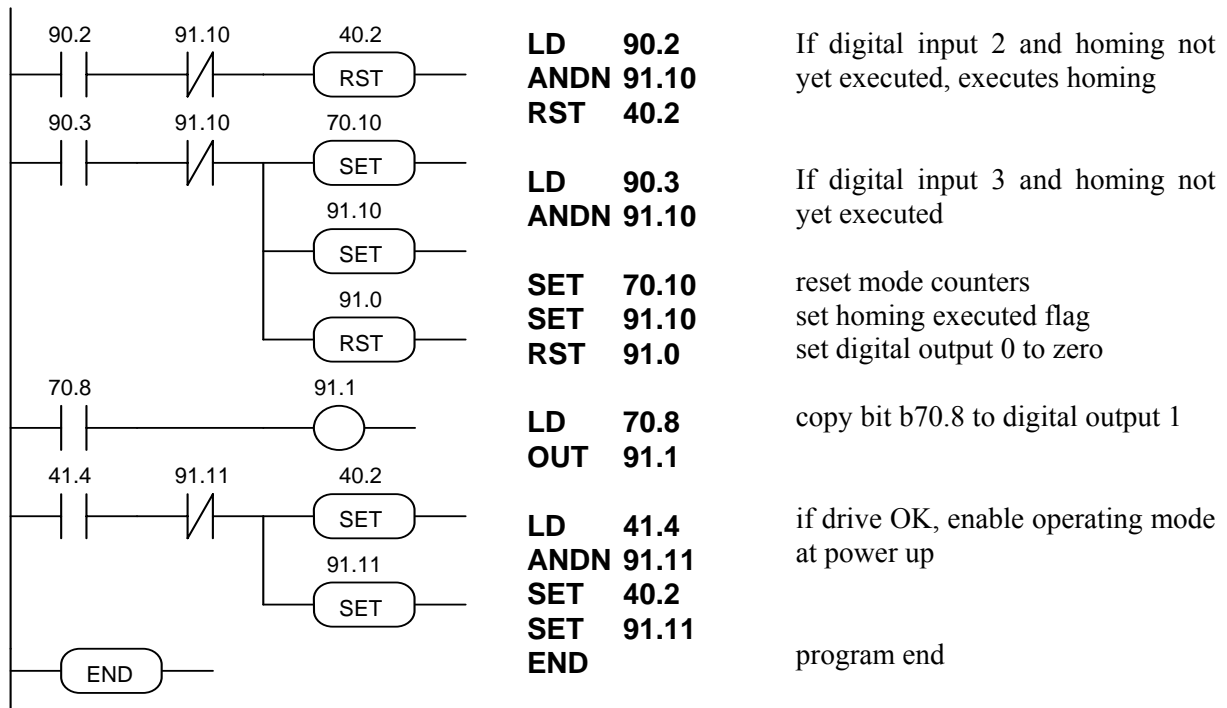 90.2 91.10 40.2
RST
90.3 91.10 70.10
SET
91.10
SET
91.0
RST
70.8 91.1
41.4 91.11 40.2
SET
91.11
SET
END
LD 90.2
ANDN 91.10
RST 40.2
LD 90.3
ANDN 91.10
SET 70.10
SET 91.10
RST 91.0
LD 70.8
OUT 91.1
LD 41.4
ANDN 91.11
SET 40.2
SET 91.11
END
If digital input 2 and homing not
yet executed, executes homing
If digital input 3 and homing not
yet executed
reset mode counters
set homing executed flag
set digital output 0 to zero
copy bit b70.8 to digital output 1
if drive OK, enable operating mode
at power up
program end